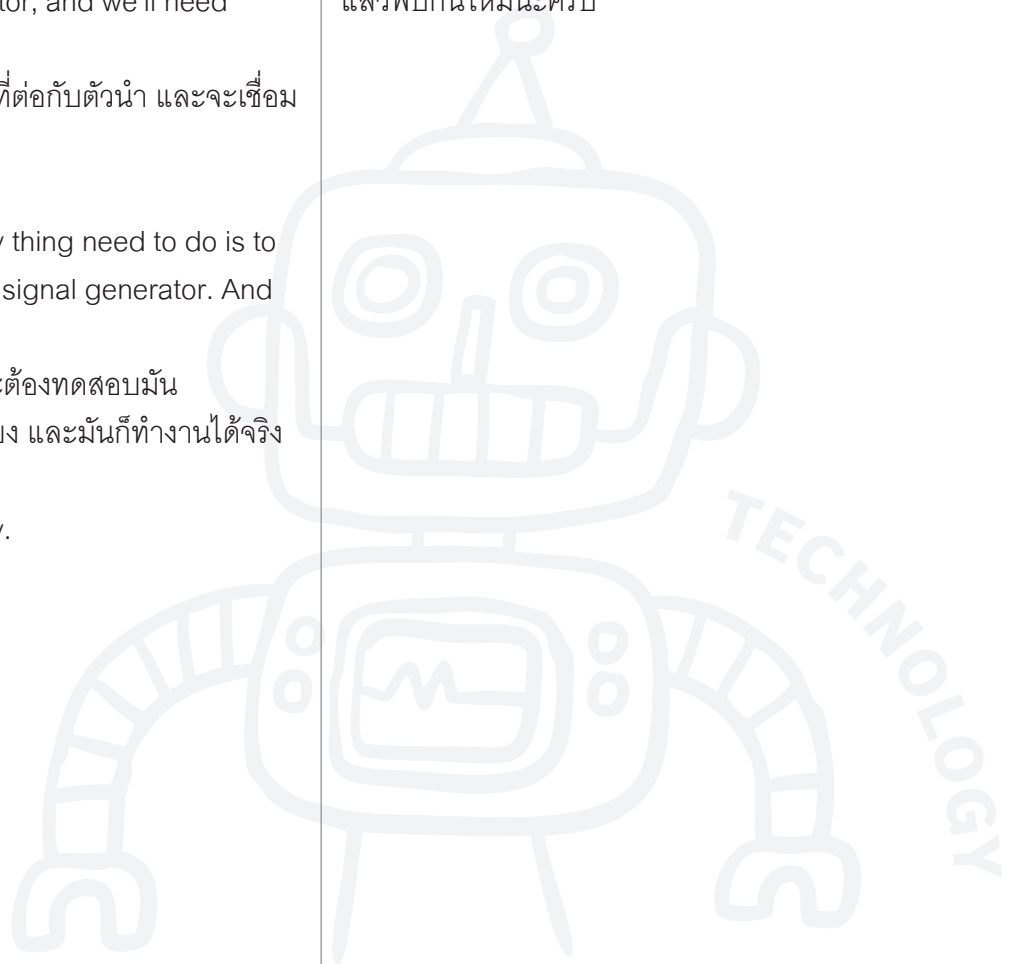 tor, and we'll need
ที่ต่อกับตัวนำ และจะเชื่อม
thing need to do is to
signal generator. And
ต้องทดสอบมัน
และมันก็ทำงานได้จริง
y.
แล้วพบกันใหม่นะครับ
TECHNOLOGY